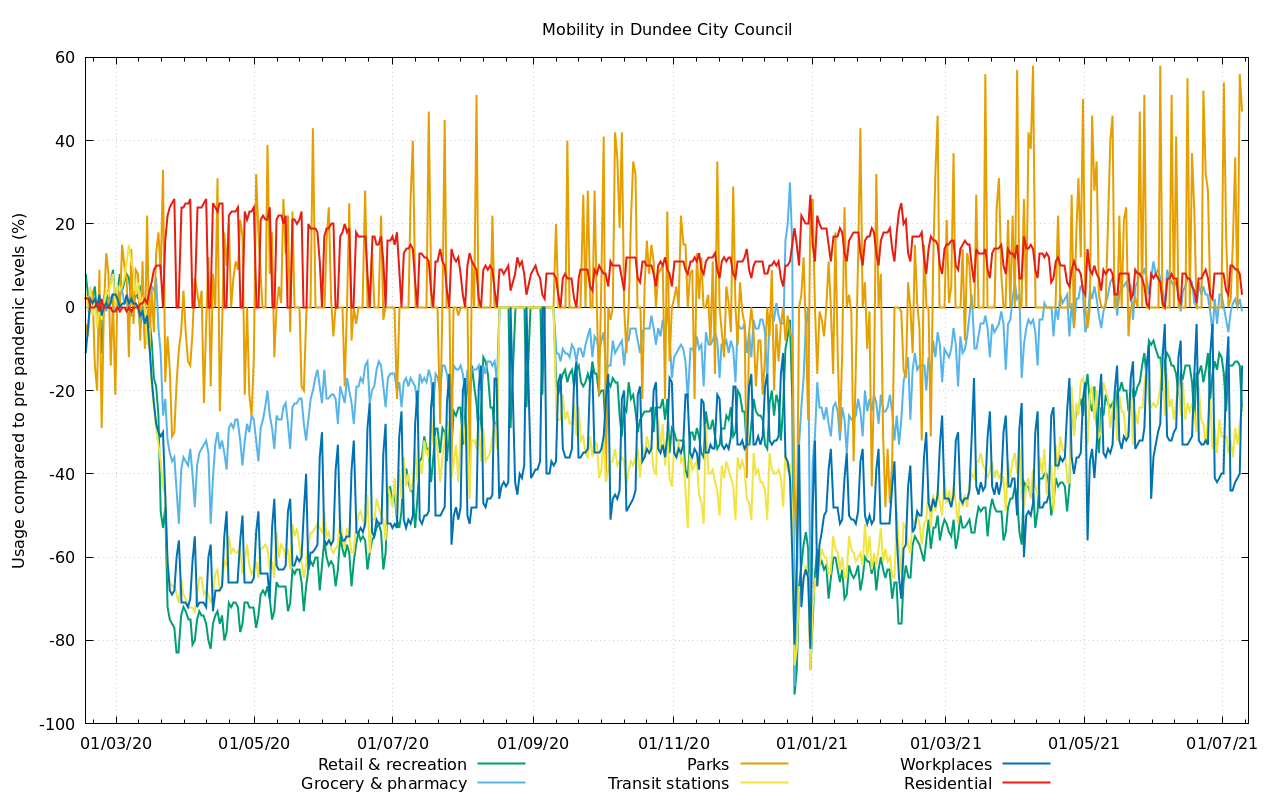 Mobility in Dundee City Council
Usage compared to pre pandemic levels (%)
60
40
20
0
-20
-40
-60
-80
-100
01/03/20 01/05/20 01/07/20 01/09/20 01/11/20 01/01/21 01/03/21 01/05/21 01/07/21
Retail & recreation Parks Workplaces
Grocery & pharmacy Transit stations Residential